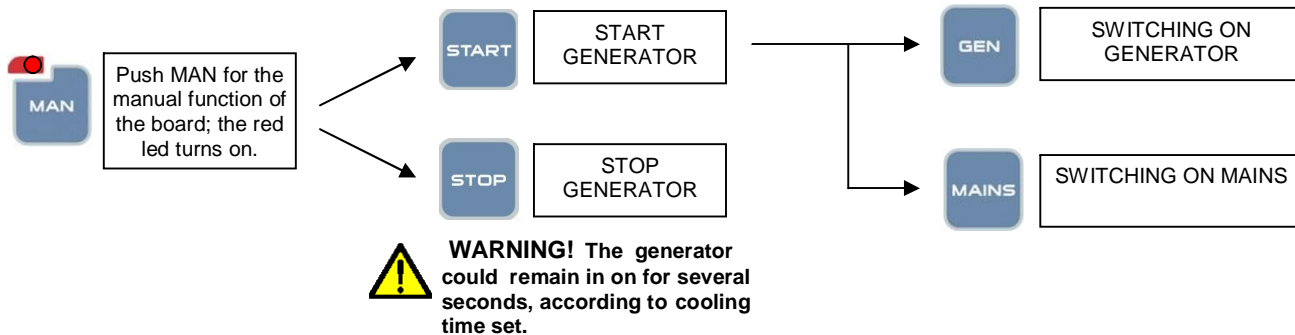 MAN
Push MAN for the
manual function of
the board; the red
led turns on.
START
START
GENERATOR
GEN
SWITCHING ON
GENERATOR
STOP
STOP
GENERATOR
MAINS
SWITCHING ON MAINS
WARNING! The generator
could remain in on for several
seconds, according to cooling
time set.